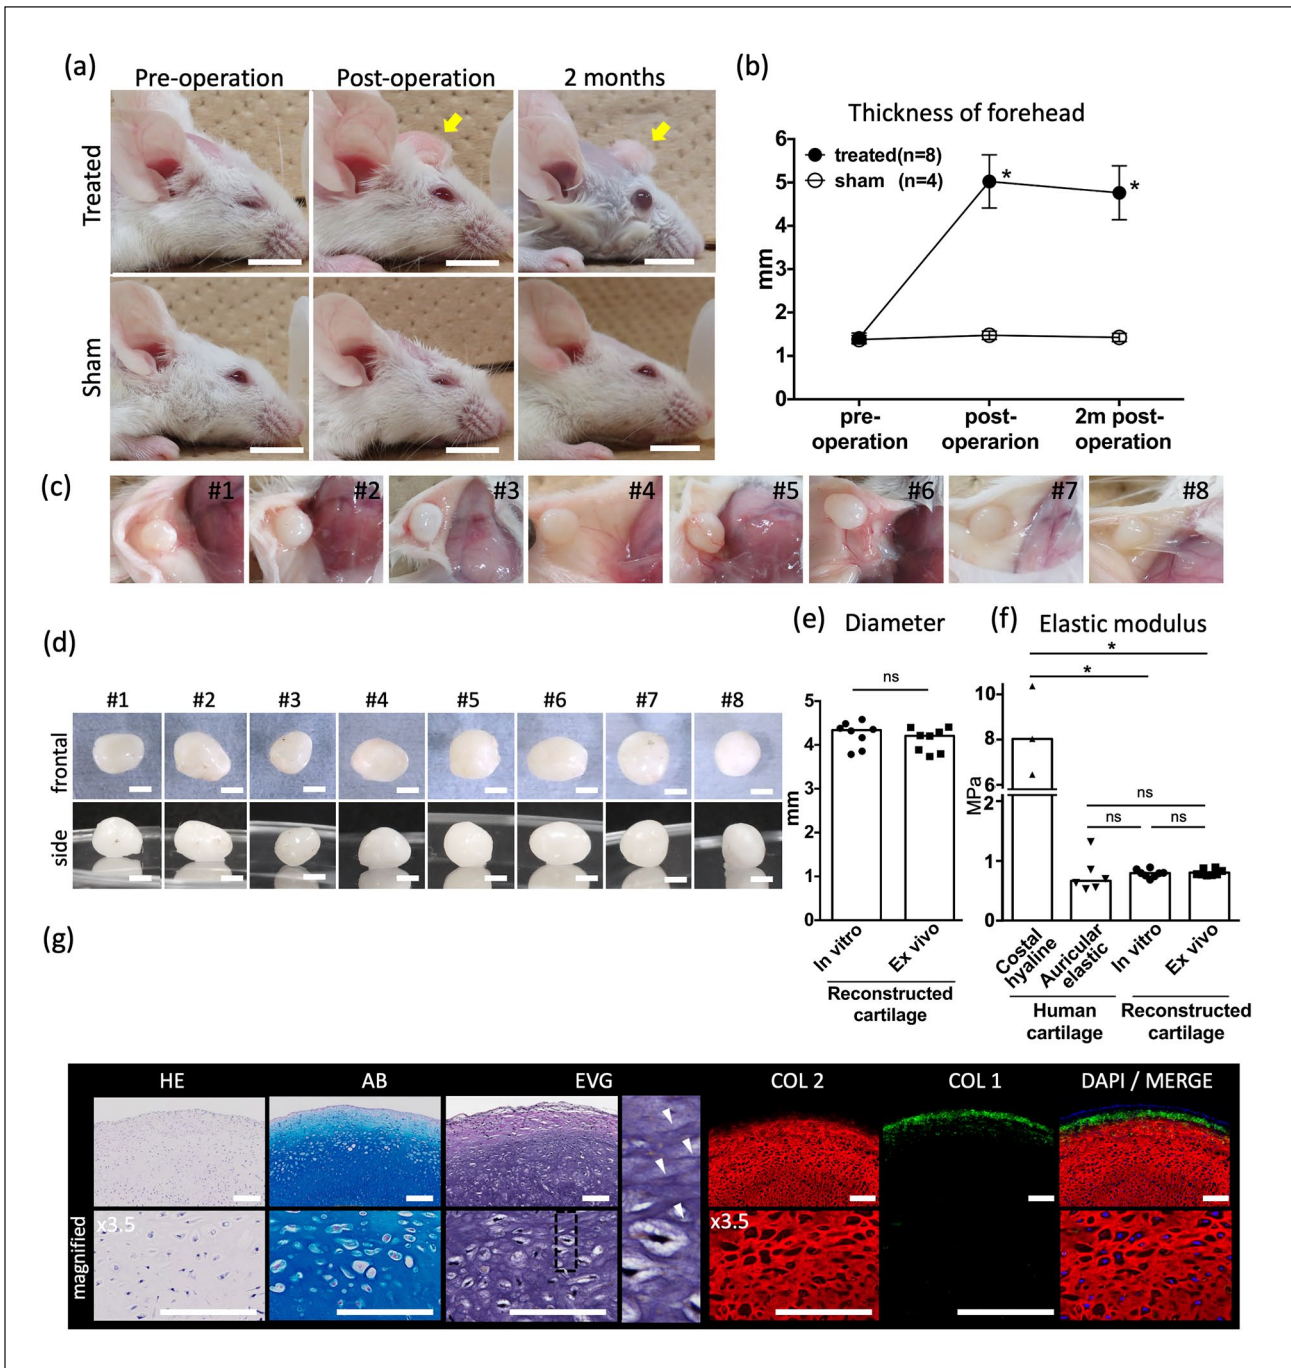 (a)
Pre-operation Post-operation 2 months
Treated
Sham
(b)
Thickness of forehead
treated(n=8)
sham (n=4)
*
*
6
5
4
3
2
1
0
mm
pre-
operation
post-
operarion
2m post-
operation
(c)
#1 #2 #3 #4 #5 #6 #7 #8
(d)
#1 #2 #3 #4 #5 #6 #7 #8
frontal
side
(e) Diameter
ns
5
4
3
2
1
0
mm
In vitro
Ex vivo
Reconstructed
cartilage
(f) Elastic modulus
*
*
10
8
6
2
1
0
MPa
ns
ns ns
Costal
hyaline
Auricular
elastic
In vitro
Ex vivo
Human
cartilage
Reconstructed
cartilage
(g)
HE AB EVG COL 2 COL 1 DAPI / MERGE
magnified
x3.5
x3.5